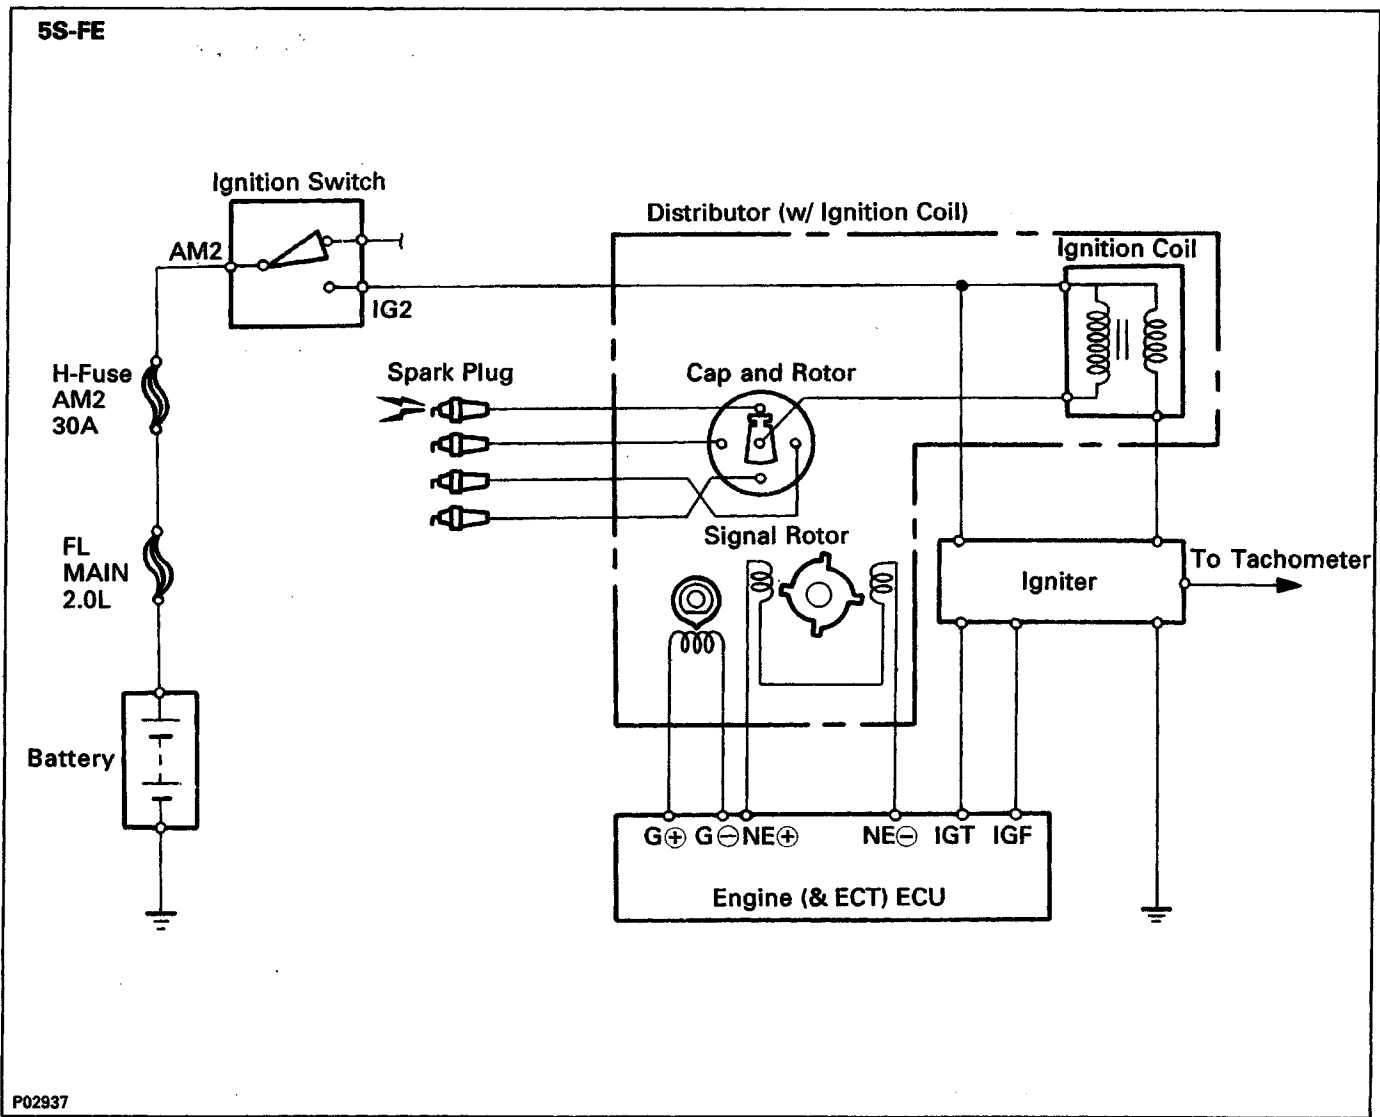 5S-FE
Ignition Switch
AM2
IG2
Distributor (w/ Ignition Coil)
Ignition Coil
H-Fuse
AM2
30A
Spark Plug
Cap and Rotor
FL
MAIN
2.0L
Signal Rotor
Igniter
To Tachometer
Battery
G⊕ G⊖ NE⊕ NE⊖ IGT IGF
Engine (& ECT) ECU
P02937